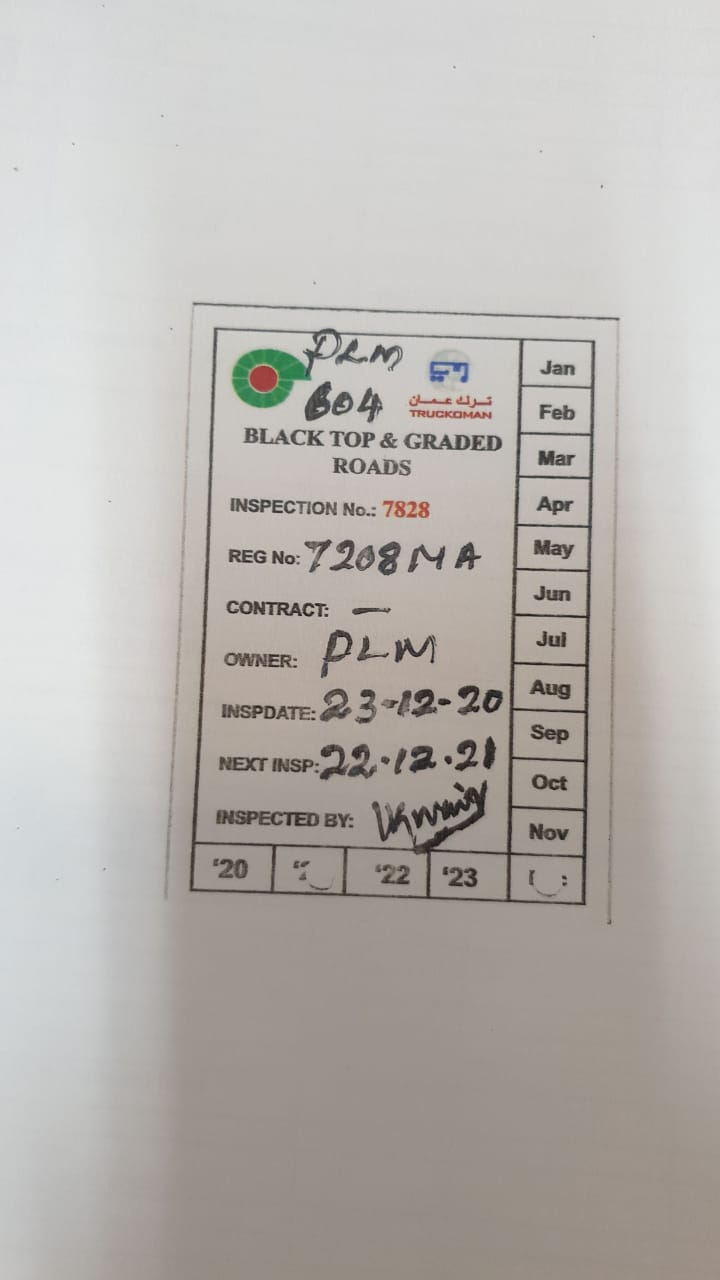 PLM
604
ترك عمان
TRUCKOMAN
BLACK TOP & GRADED
ROADS
INSPECTION No.: 7828
REG No: 7208 MA
CONTRACT: —
OWNER: PLM
INSPDATE: 23-12-20
NEXT INSP: 22.12.21
INSPECTED BY:
Jan
Feb
Mar
Apr
May
Jun
Jul
Aug
Sep
Oct
Nov
'20
'22
'23